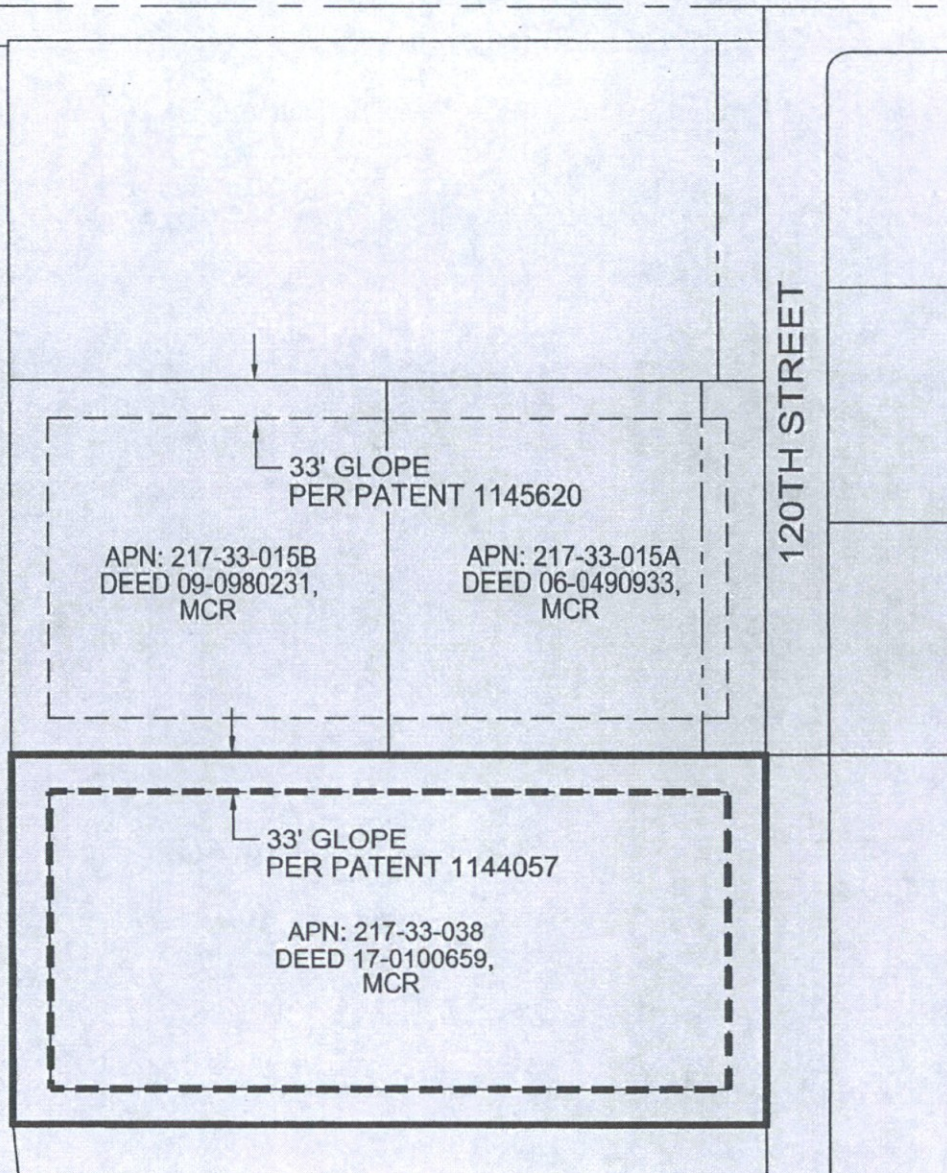 120TH STREET
33' GLOPE
PER PATENT 1145620
APN: 217-33-015B
DEED 09-0980231,
MCR
APN: 217-33-015A
DEED 06-0490933,
MCR
33' GLOPE
PER PATENT 1144057
APN: 217-33-038
DEED 17-0100659,
MCR